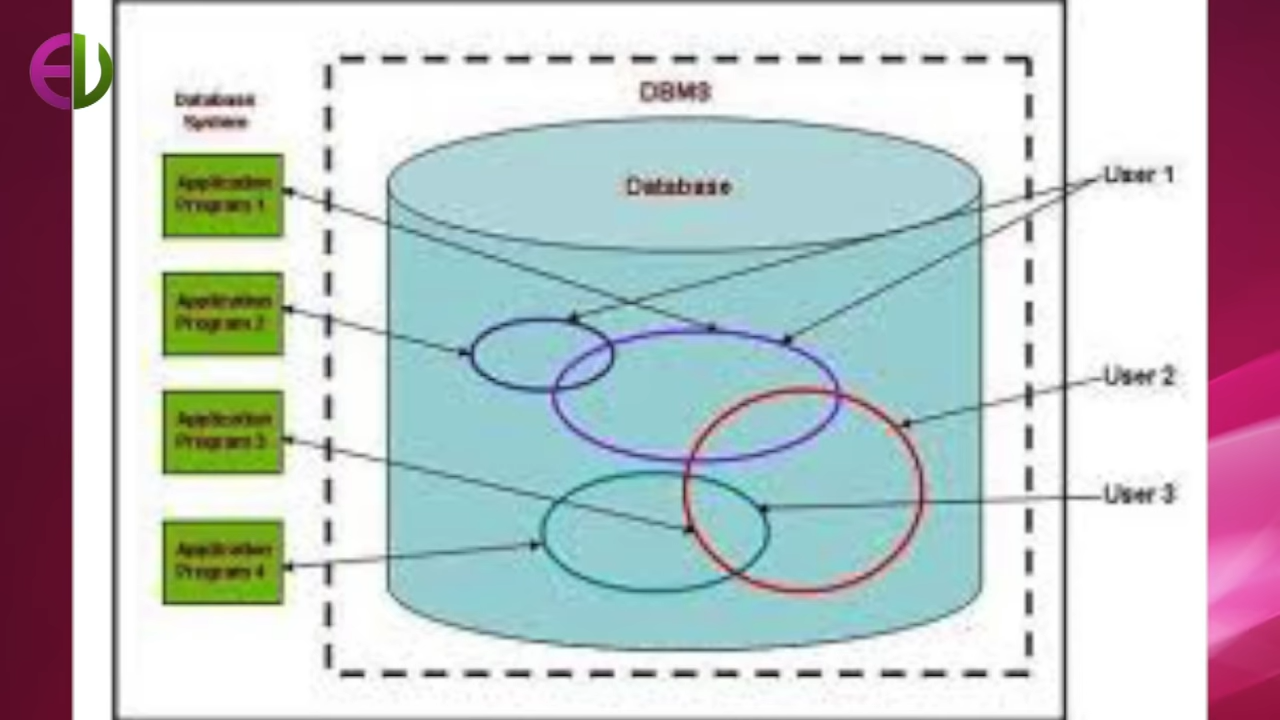 EU
Database
System
DBMS
Database
Application
Program 1
Application
Program 2
Application
Program 3
Application
Program 4
User 1
User 2
User 3